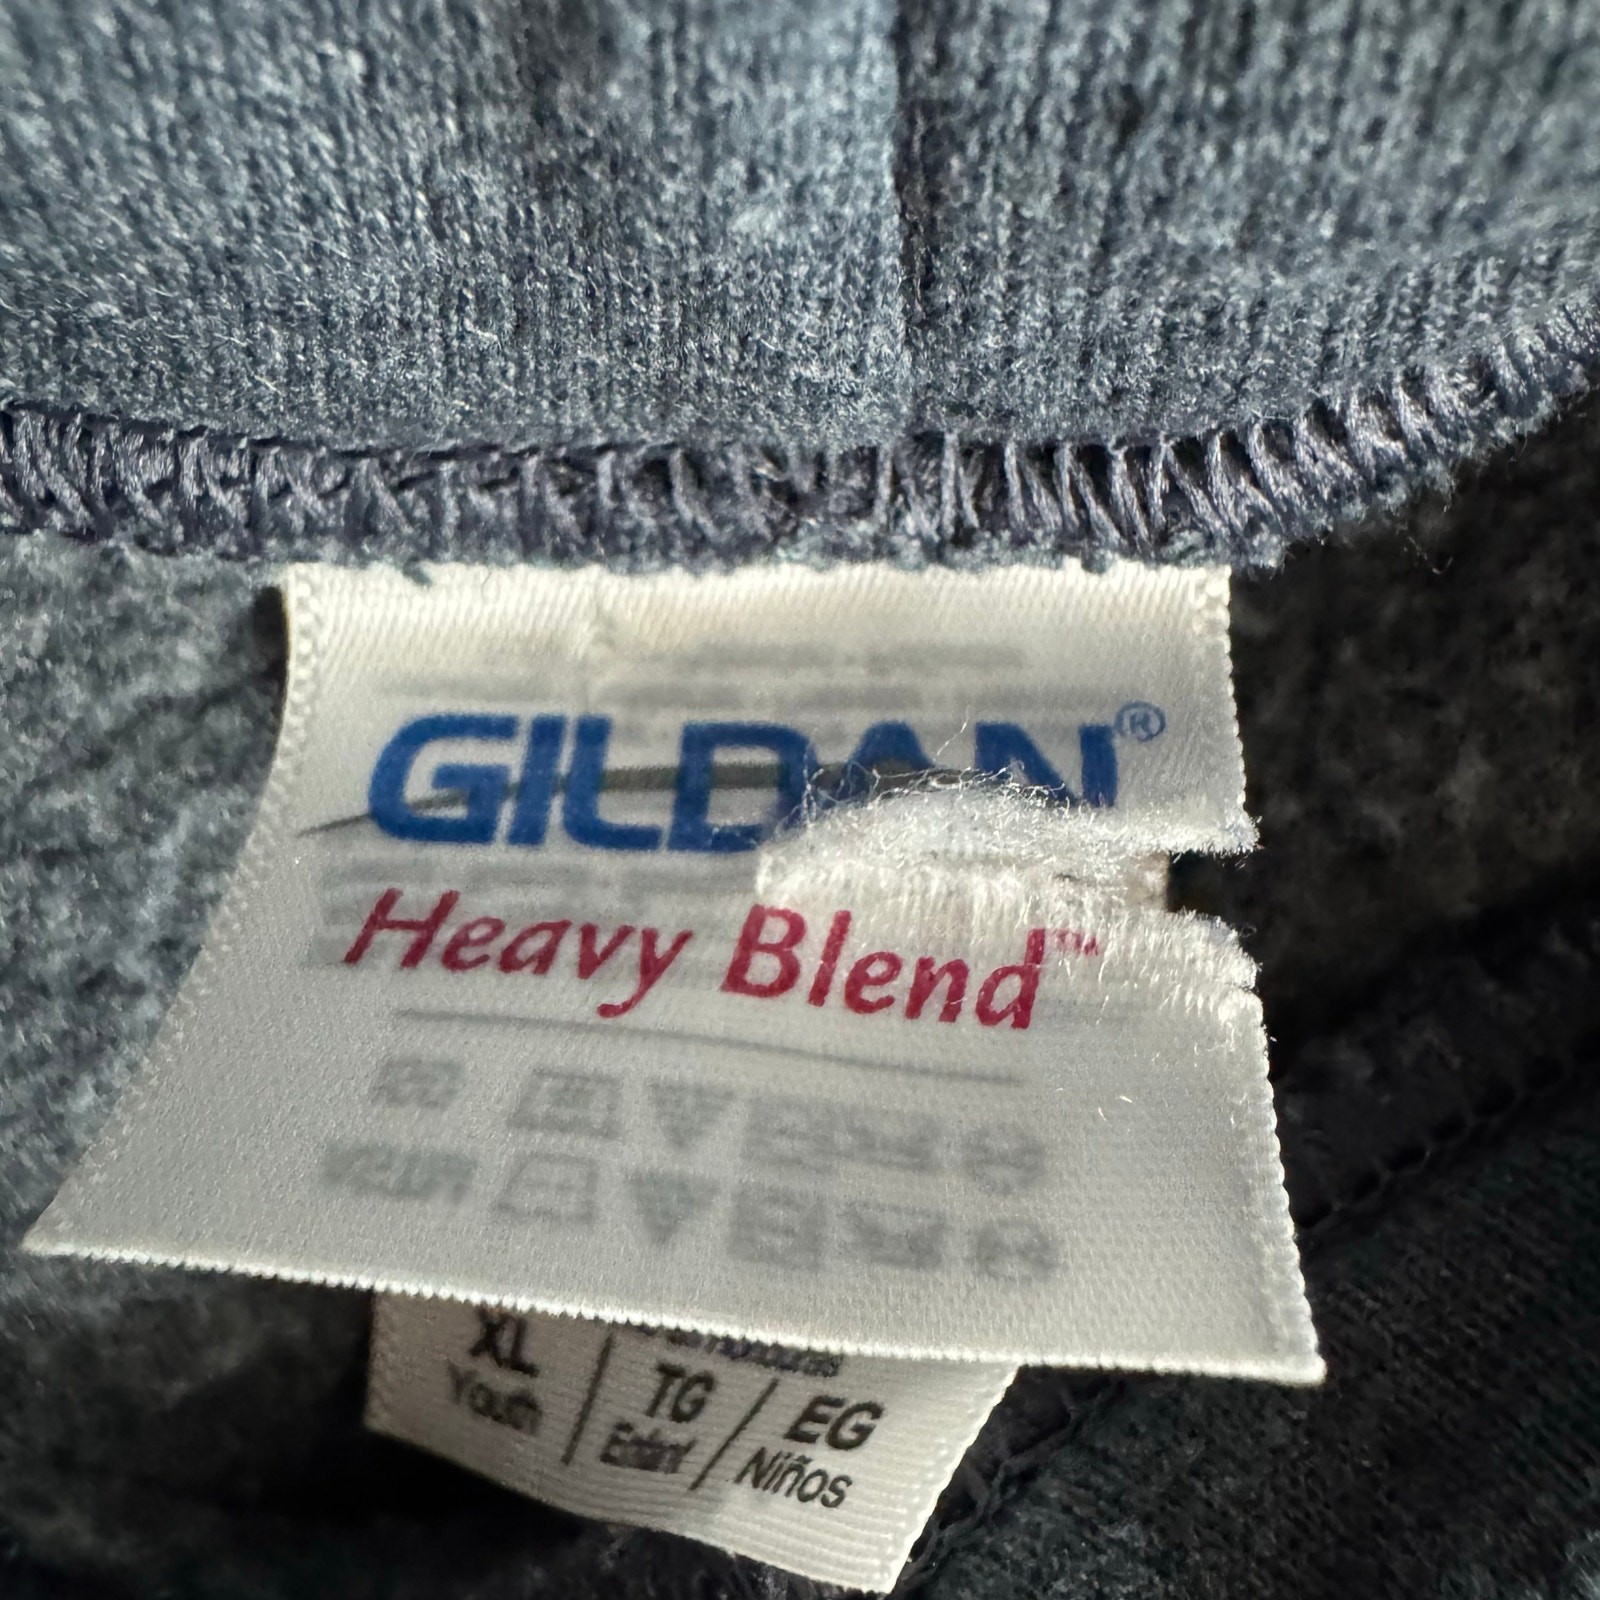 GILDAN®
Heavy Blend™
XL / TG / EG
Youth / Enfant / Niños